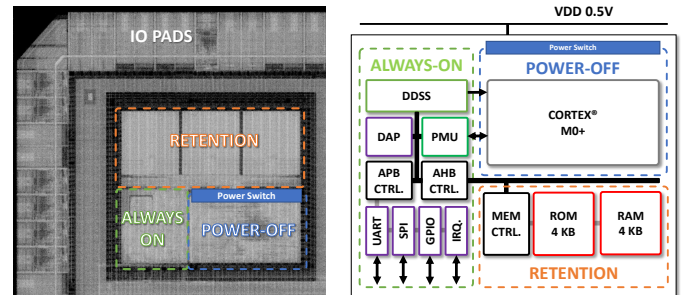 IO PADS
RETENTION
Power Switch
ALWAYS
ON
POWER-OFF
VDD 0.5V
Power Switch
ALWAYS-ON
POWER-OFF
DDSS
CORTEX®
M0+
DAP
PMU
APB
CTRL.
AHB
CTRL.
UART
SPI
GPIO
IRQ.
MEM
CTRL.
ROM
4 KB
RAM
4 KB
RETENTION